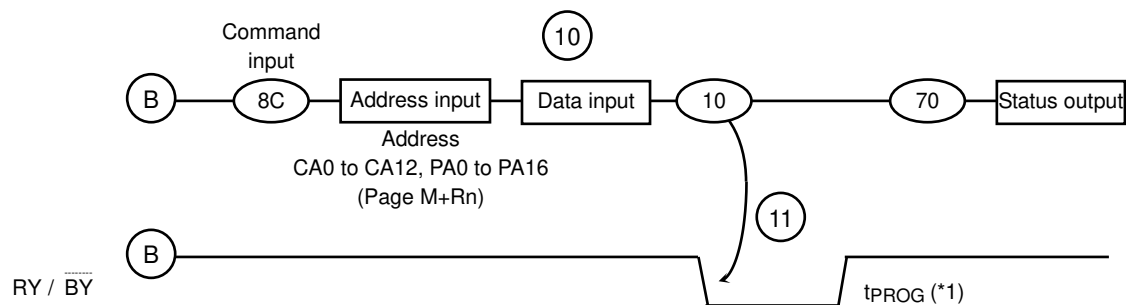 10
Command
input
B 8C Address input Data input 10 70 Status output
Address
CA0 to CA12, PA0 to PA16
(Page M+Rn)
11
B
RY / BY tPROG (*1)